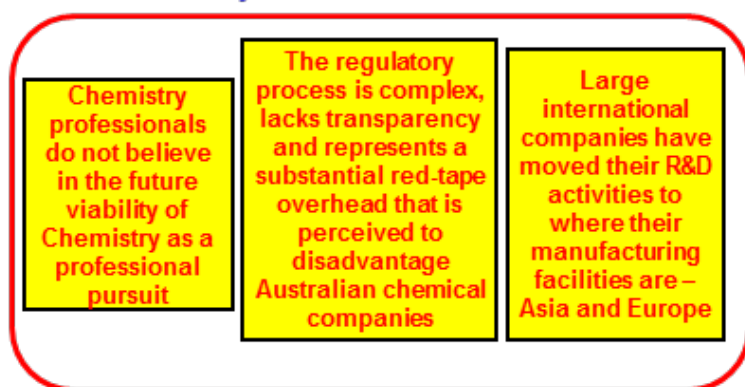 Chemistry
professionals
do not believe
in the future
viability of
Chemistry as a
professional
pursuit
The regulatory
process is complex,
lacks transparency
and represents a
substantial red-tape
overhead that is
perceived to
disadvantage
Australian chemical
companies
Large
international
companies have
moved their R&D
activities to
where their
manufacturing
facilities are –
Asia and Europe